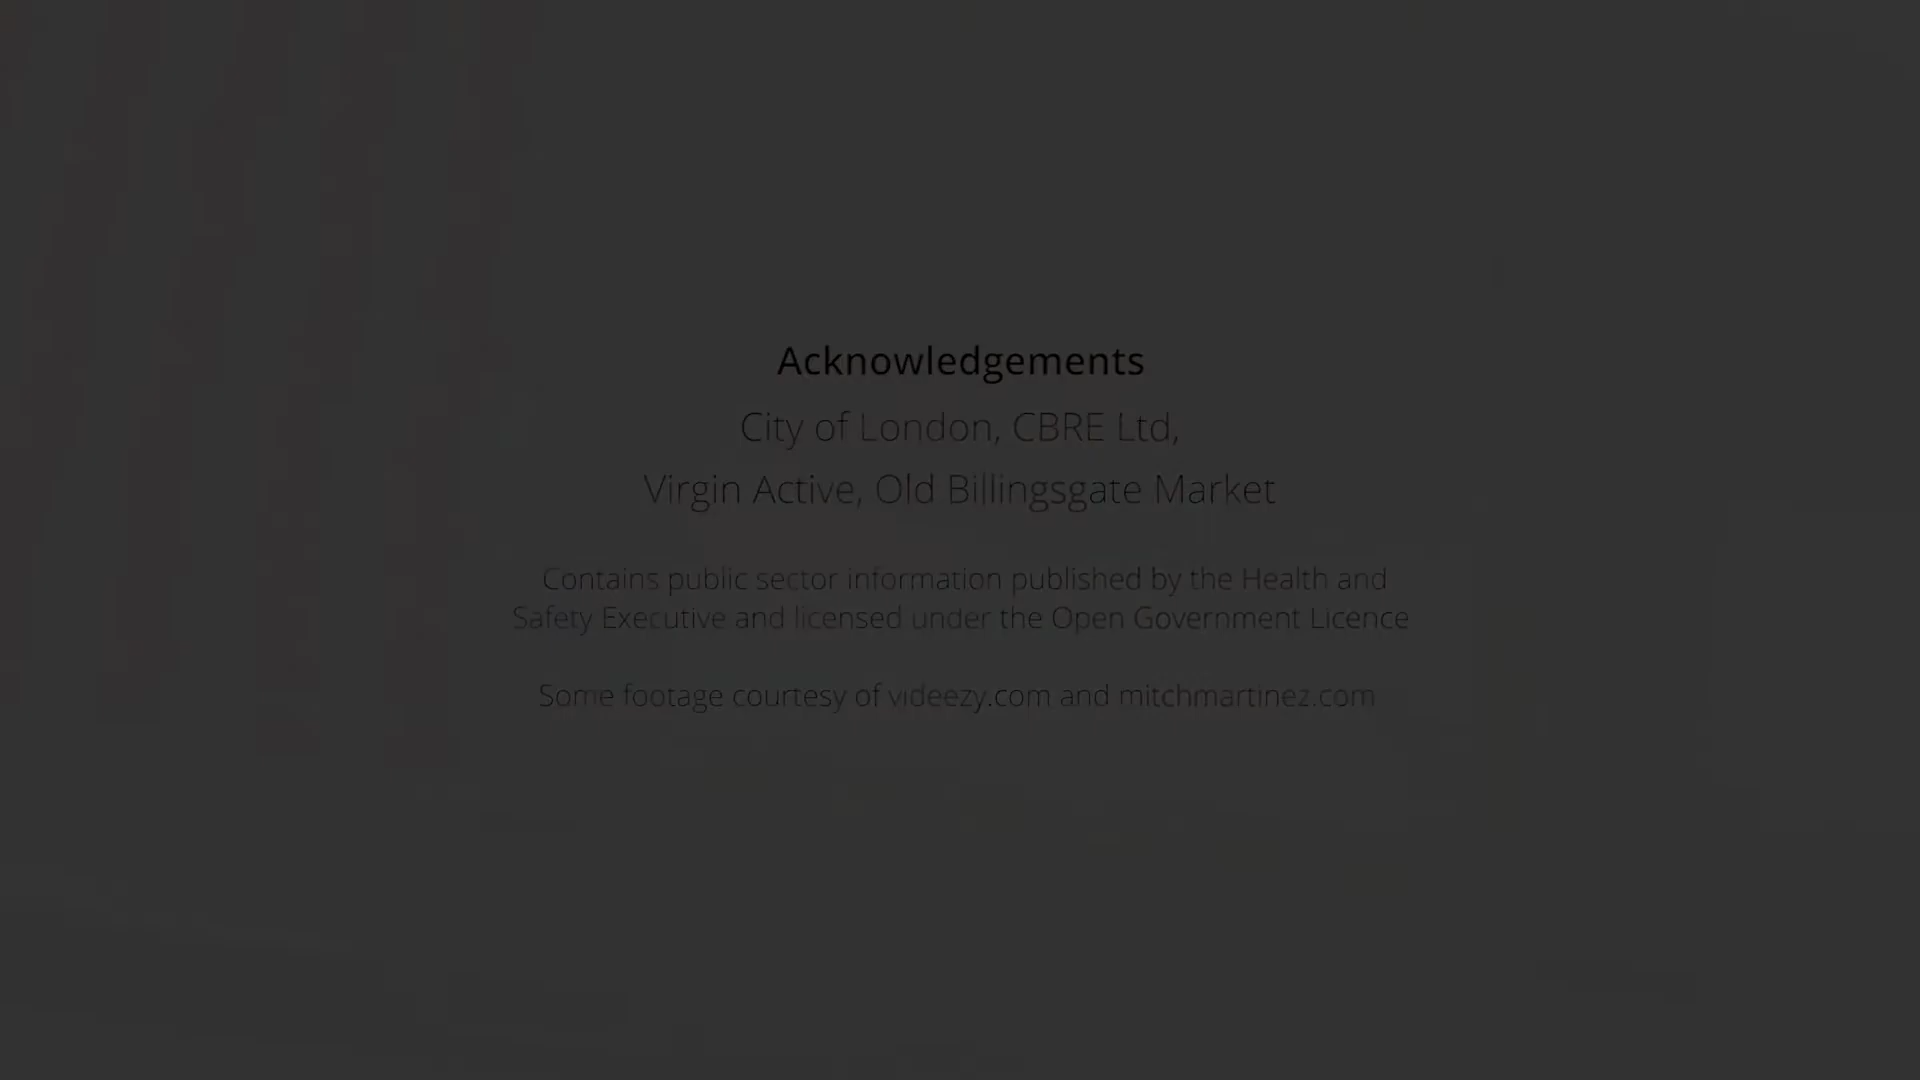 Acknowledgements
City of London, CBRE Ltd,
Virgin Active, Old Billingsgate Market
Contains public sector information published by the Health and
Safety Executive and licensed under the Open Government Licence
Some footage courtesy of videezy.com and mitchmartinez.com